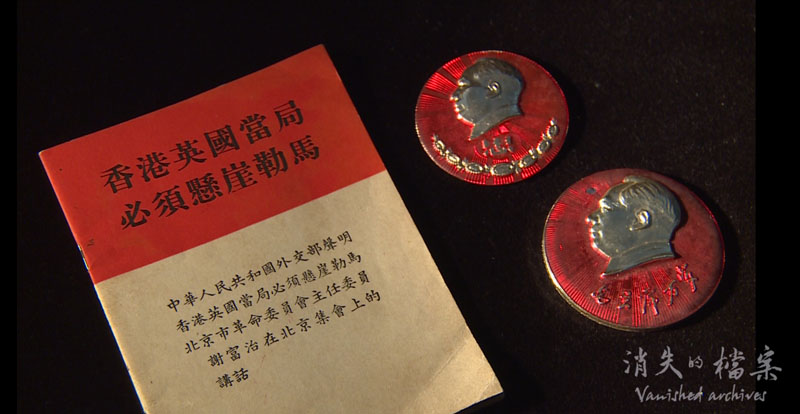 香港英國當局
必須懸崖勒馬
中華人民共和國外交部聲明
香港英國當局必須懸崖勒馬
北京市革命委員會主任委員
謝富治在北京集會上的
講話
消失的檔案
Vanished archives